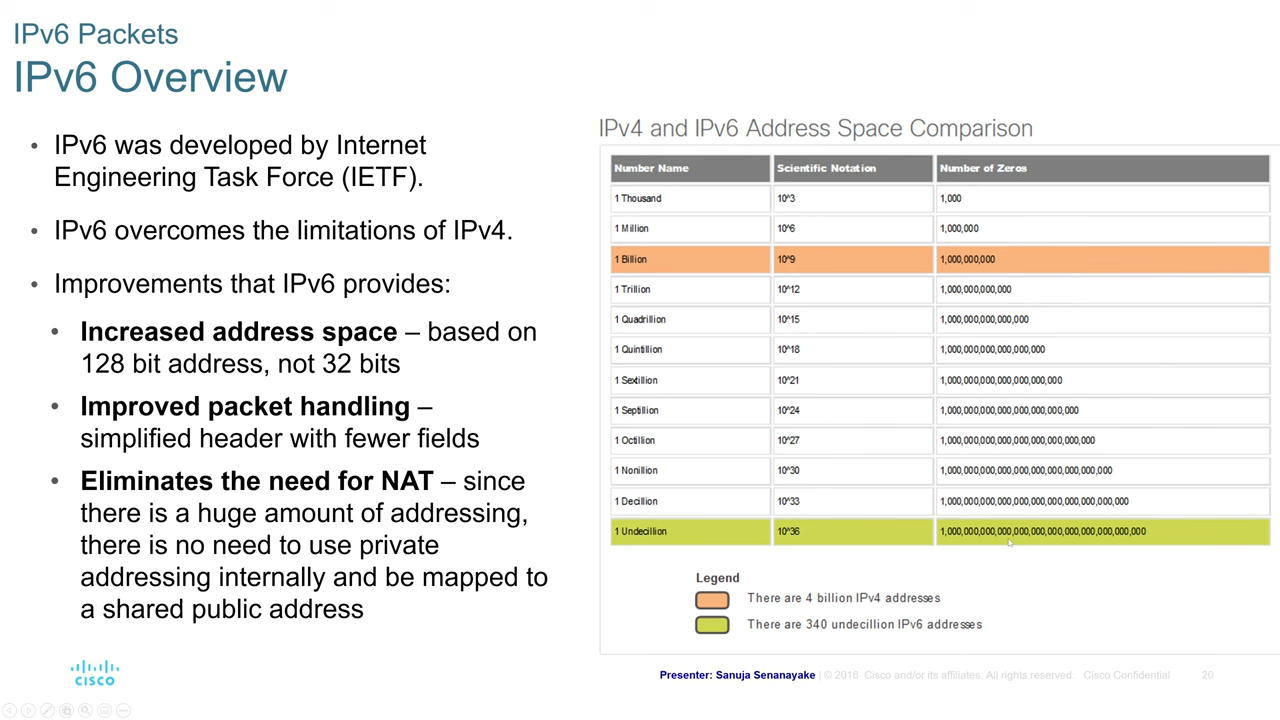 IPv6 Packets
IPv6 Overview
• IPv6 was developed by Internet
Engineering Task Force (IETF).
• IPv6 overcomes the limitations of IPv4.
• Improvements that IPv6 provides:
• Increased address space – based on
128 bit address, not 32 bits
• Improved packet handling –
simplified header with fewer fields
• Eliminates the need for NAT – since
there is a huge amount of addressing,
there is no need to use private
addressing internally and be mapped to
a shared public address
IPv4 and IPv6 Address Space Comparison
Number Name Scientific Notation Number of Zeros
1 Thousand 10^3 1,000
1 Million 10^6 1,000,000
1 Billion 10^9 1,000,000,000
1 Trillion 10^12 1,000,000,000,000
1 Quadrillion 10^15 1,000,000,000,000,000
1 Quintillion 10^18 1,000,000,000,000,000,000
1 Sextillion 10^21 1,000,000,000,000,000,000,000
1 Septillion 10^24 1,000,000,000,000,000,000,000,000
1 Octillion 10^27 1,000,000,000,000,000,000,000,000,000
1 Nonillion 10^30 1,000,000,000,000,000,000,000,000,000,000
1 Decillion 10^33 1,000,000,000,000,000,000,000,000,000,000,000
1 Undecillion 10^36 1,000,000,000,000,000,000,000,000,000,000,000,000
Legend
There are 4 billion IPv4 addresses
There are 340 undecillion IPv6 addresses
CISCO
Presenter: Sanuja Senanayake | © 2016 Cisco and/or its affiliates. All rights reserved. Cisco Confidential 20